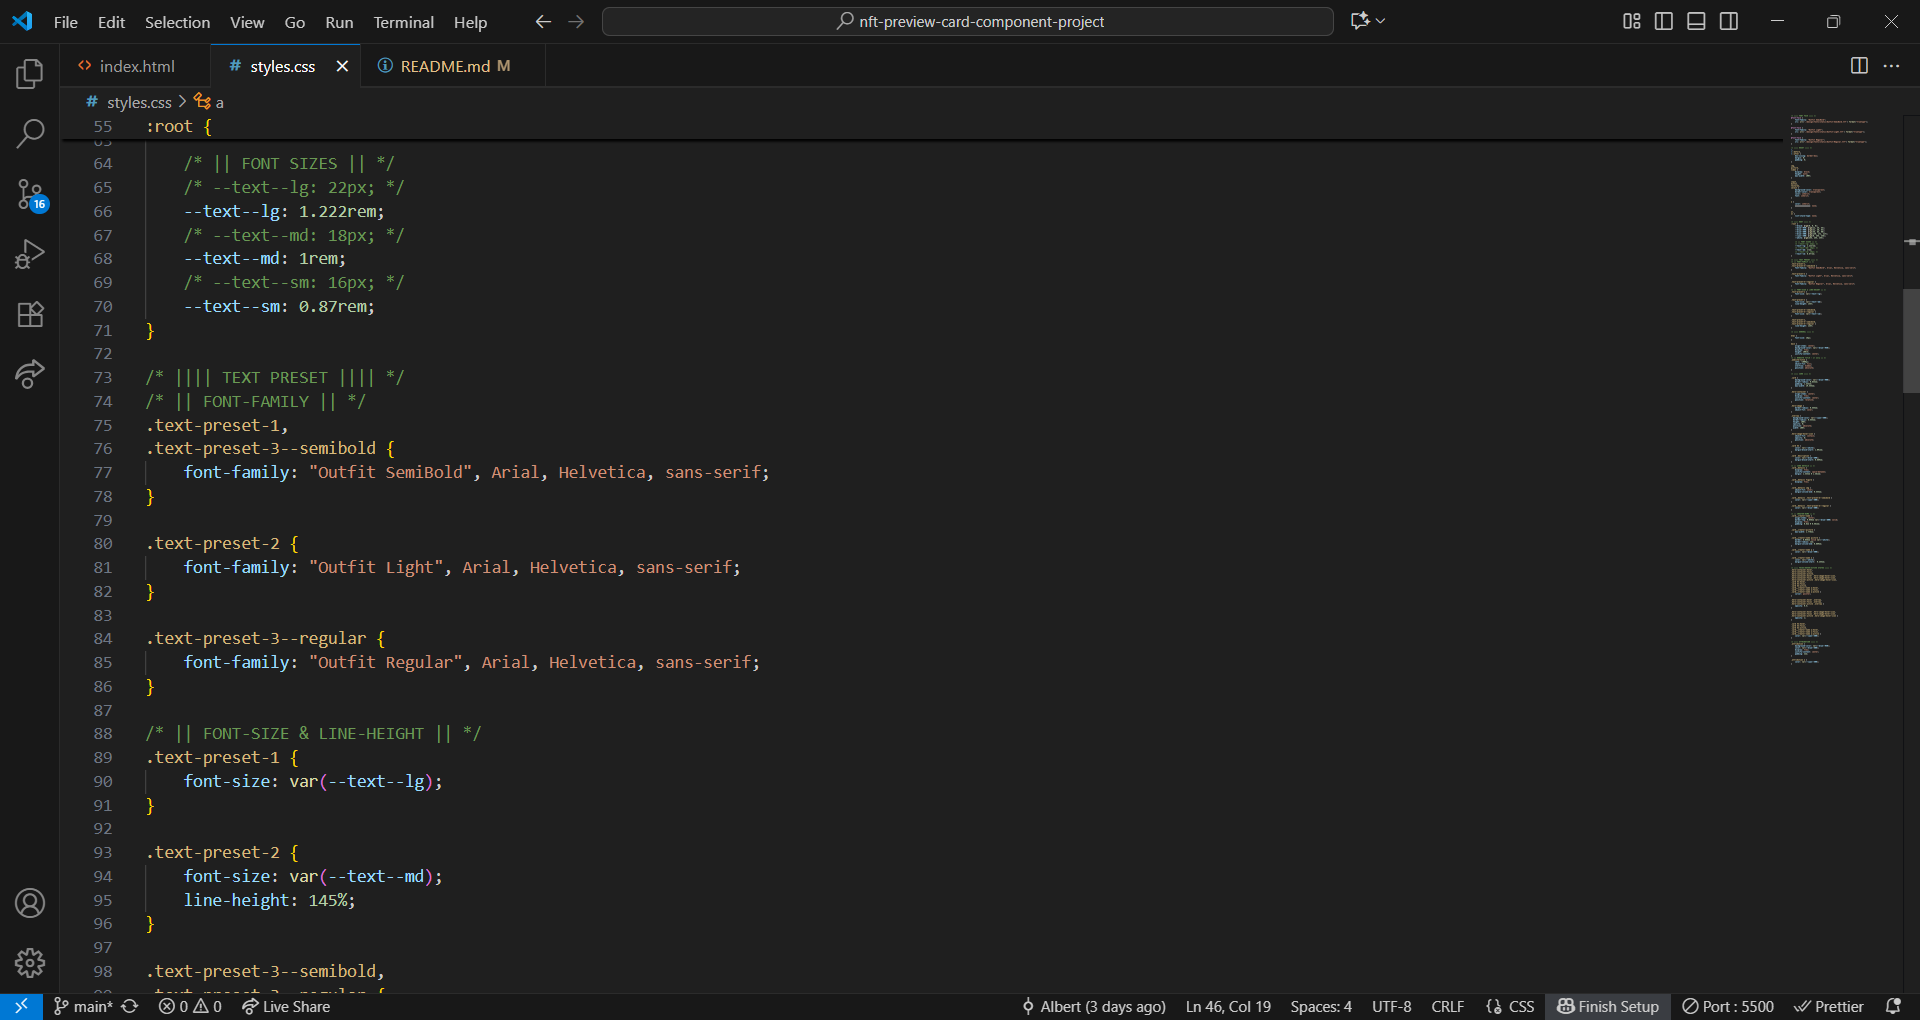 File Edit Selection View Go Run Terminal Help
nft-preview-card-component-project
index.html
styles.css
README.md M
styles.css > a
55 :root {
64 /* || FONT SIZES || */
65 /* --text--lg: 22px; */
66 --text--lg: 1.222rem;
67 /* --text--md: 18px; */
68 --text--md: 1rem;
69 /* --text--sm: 16px; */
70 --text--sm: 0.87rem;
71 }
72
73 /* |||| TEXT PRESET |||| */
74 /* || FONT-FAMILY || */
75 .text-preset-1,
76 .text-preset-3--semibold {
77 font-family: "Outfit SemiBold", Arial, Helvetica, sans-serif;
78 }
79
80 .text-preset-2 {
81 font-family: "Outfit Light", Arial, Helvetica, sans-serif;
82 }
83
84 .text-preset-3--regular {
85 font-family: "Outfit Regular", Arial, Helvetica, sans-serif;
86 }
87
88 /* || FONT-SIZE & LINE-HEIGHT || */
89 .text-preset-1 {
90 font-size: var(--text--lg);
91 }
92
93 .text-preset-2 {
94 font-size: var(--text--md);
95 line-height: 145%;
96 }
97
98 .text-preset-3--semibold,
16
main* 0 0 Live Share Albert (3 days ago) Ln 46, Col 19 Spaces: 4 UTF-8 CRLF {} CSS Finish Setup Port : 5500 Prettier